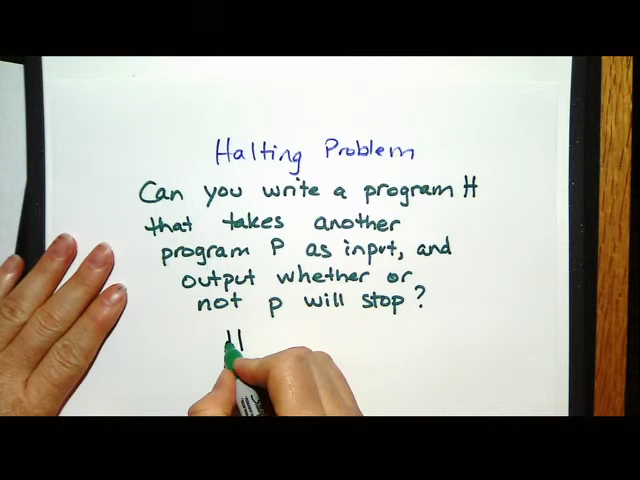 Halting Problem
Can you write a program H
that takes another
program P as input, and
output whether or
not p will stop?